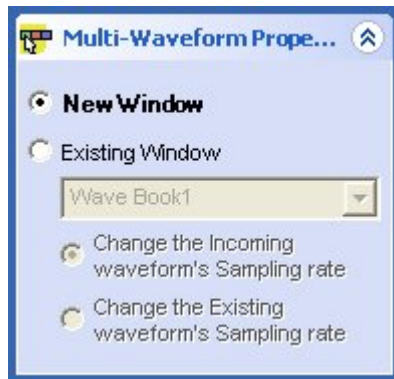 Multi-Waveform Prope...
New Window
Existing Window
Wave Book1
Change the Incoming
waveform's Sampling rate
Change the Existing
waveform's Sampling rate